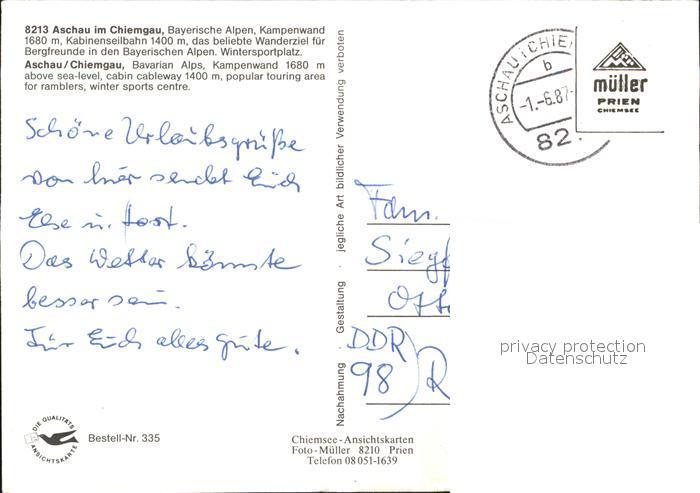 8213 Aschau im Chiemgau, Bayerische Alpen, Kampenwand
1680 m, Kabinenseilbahn 1400 m, das beliebte Wanderziel für
Bergfreunde in den Bayerischen Alpen. Wintersportplatz.
Aschau/Chiemgau, Bavarian Alps, Kampenwand 1680 m
above sea-level, cabin cableway 1400 m, popular touring area
for ramblers, winter sports centre.
Schöne Urlaubsgrüße
von hier sendet Euch
Else u. Horst.
Das Wetter könnte
besser sein.
Für Euch alles gute.
DIE QUALITÄTS
ANSICHTSKARTE
Bestell-Nr. 335
Nachahmung · Gestaltung · jegliche Art bildlicher Verwendung verboten
Chiemsee-Ansichtskarten
Foto-Müller 8210 Prien
Telefon 08051-1639
ASCHAU i CHIE
b
-1.-6.87-
82
müller
PRIEN
CHIEMSEE
Fam.
Siegf
Otto
DDR
98 R
privacy protection
Datenschutz